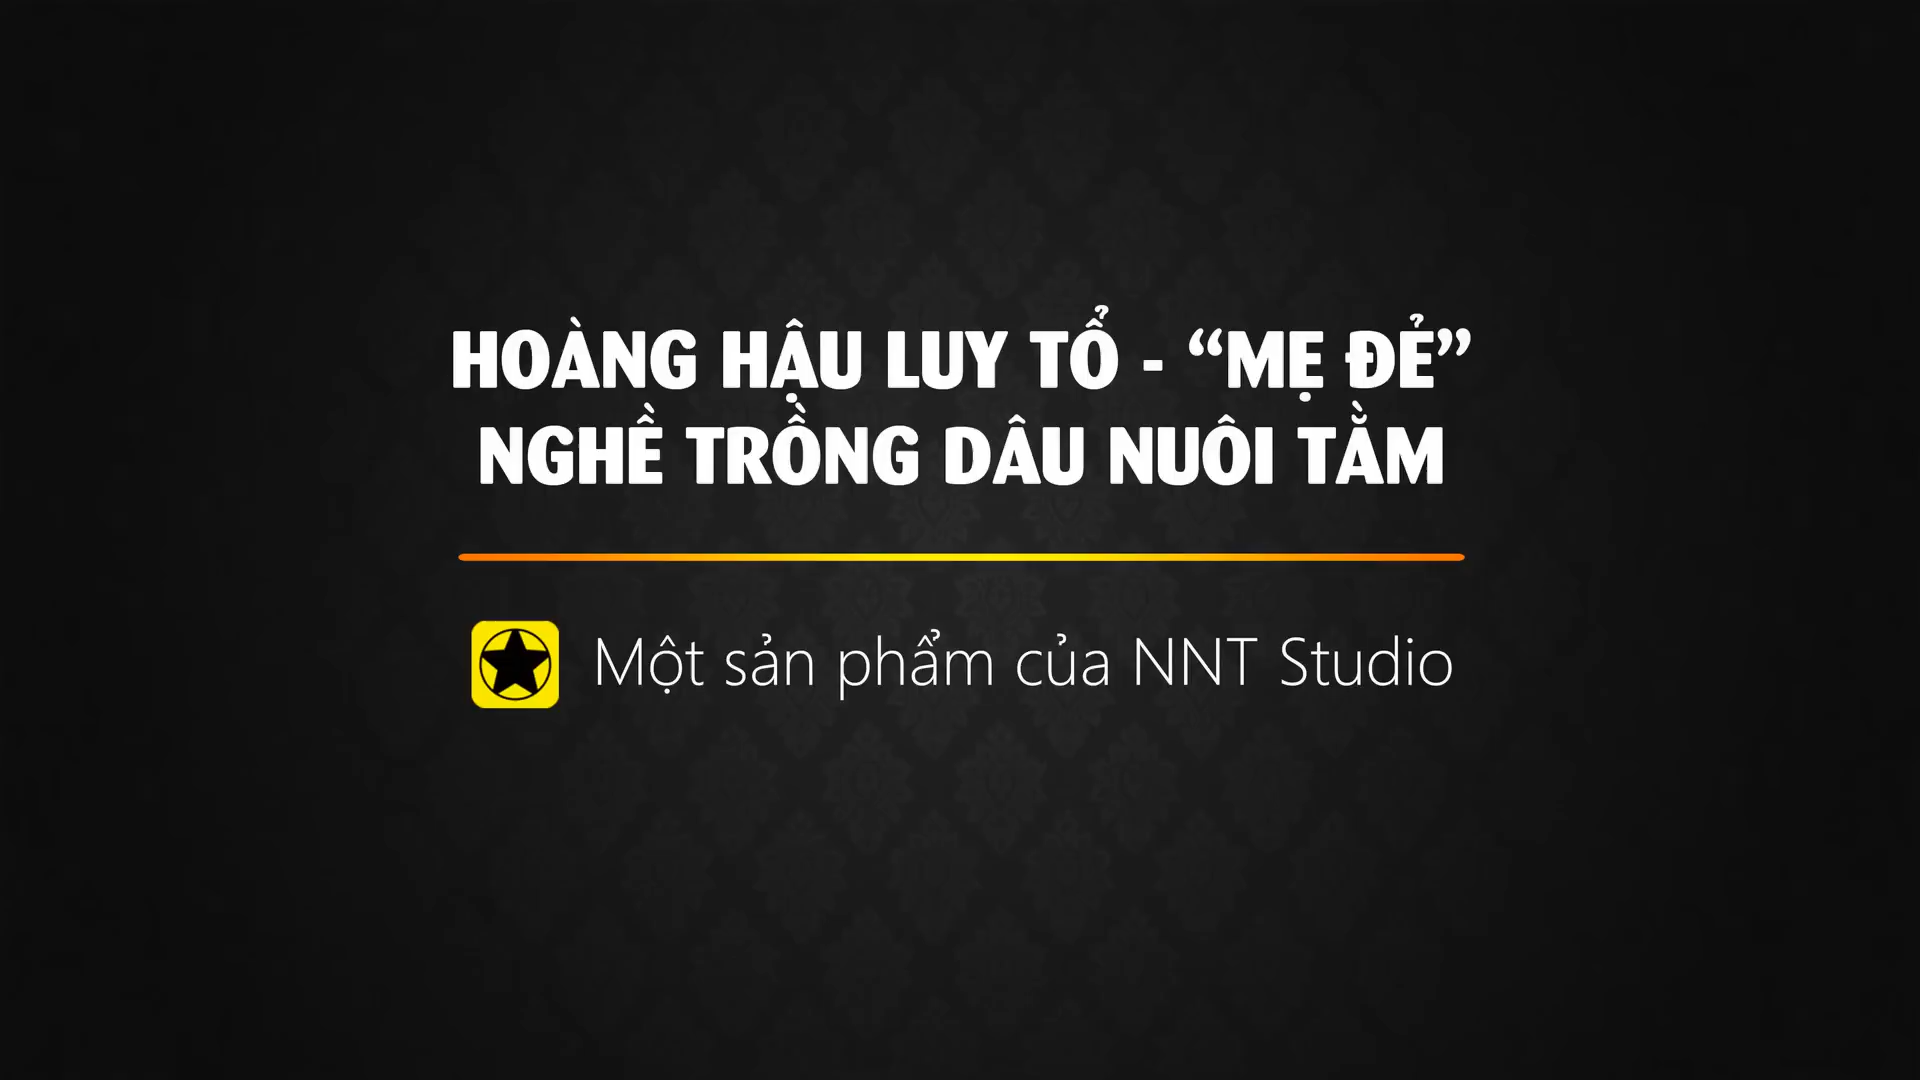 HOÀNG HẬU LUY TỔ - “MẸ ĐẺ”
NGHỀ TRỒNG DÂU NUÔI TẰM
Một sản phẩm của NNT Studio